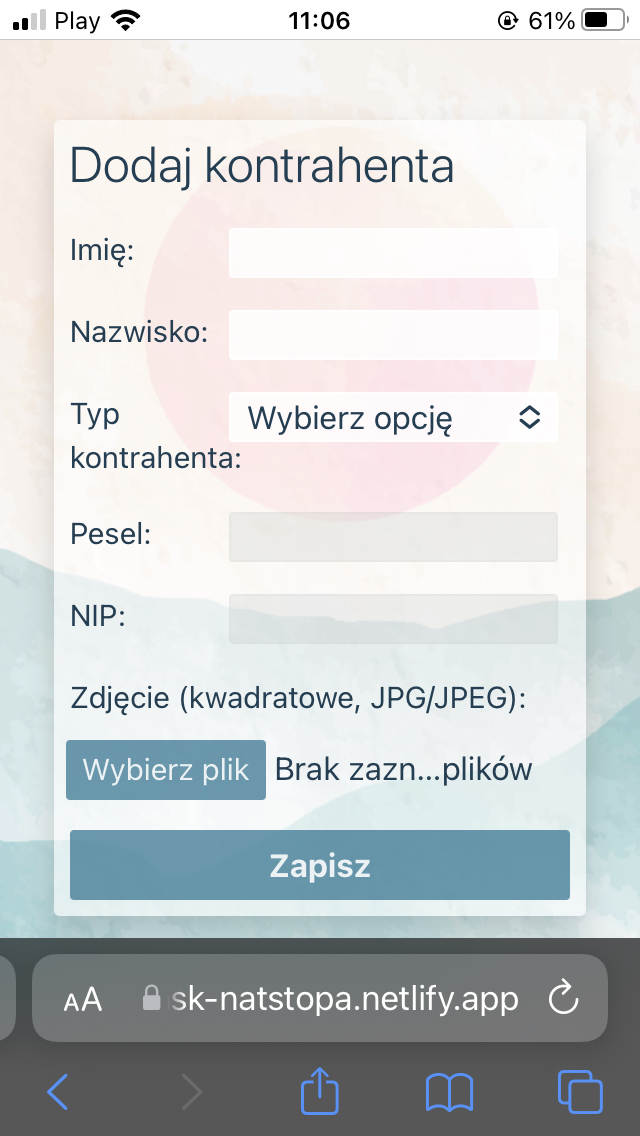 Play 11:06 61%
Dodaj kontrahenta
Imię:
Nazwisko:
Typ kontrahenta:
Wybierz opcję
Pesel:
NIP:
Zdjęcie (kwadratowe, JPG/JPEG):
Wybierz plik Brak zazn...plików
Zapisz
AA sk-natstopa.netlify.app